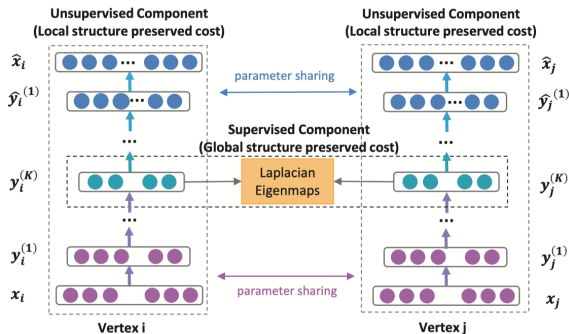 Unsupervised Component
(Local structure preserved cost)
Unsupervised Component
(Local structure preserved cost)
x̂ᵢ
x̂ⱼ
ŷᵢ⁽¹⁾
parameter sharing
ŷⱼ⁽¹⁾
...
...
Supervised Component
(Global structure preserved cost)
yᵢ⁽ᴷ⁾
Laplacian
Eigenmaps
yⱼ⁽ᴷ⁾
...
...
yᵢ⁽¹⁾
yⱼ⁽¹⁾
parameter sharing
xᵢ
xⱼ
Vertex i
Vertex j